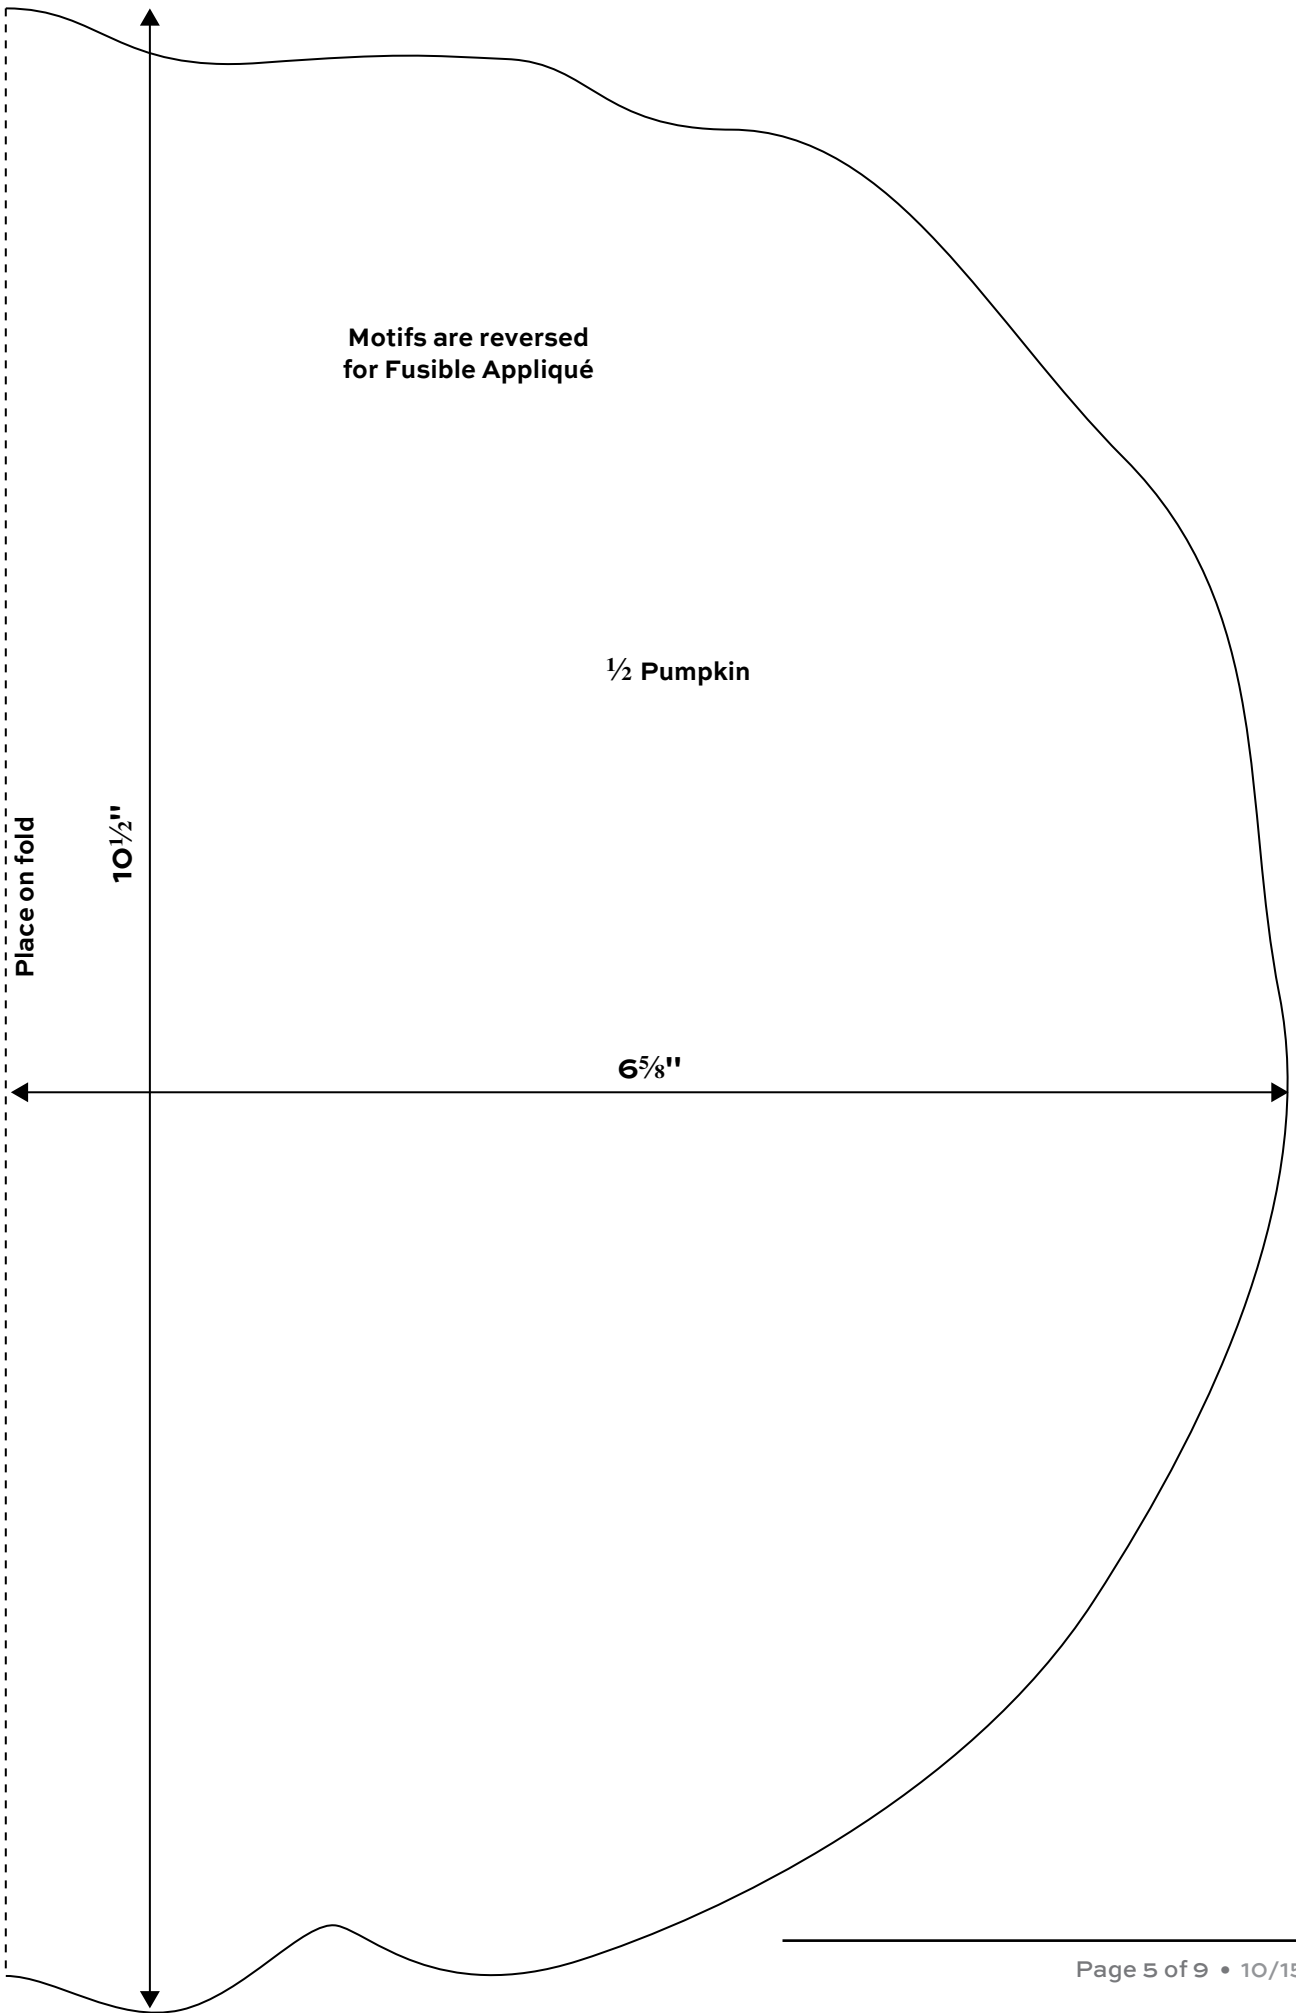 Motifs are reversed
for Fusible Appliqué
½ Pumpkin
Place on fold
10½"
6⅝"
Page 5 of 9 • 10/15